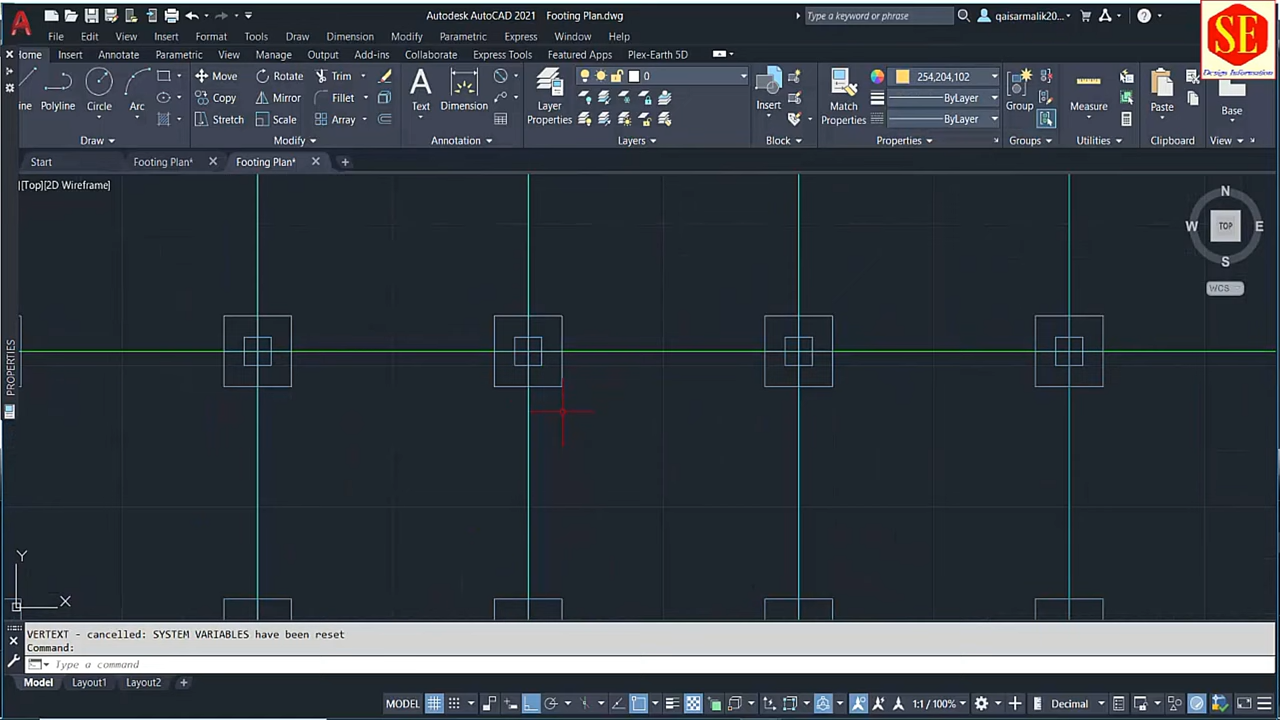 Autodesk AutoCAD 2021 Footing Plan.dwg
Type a keyword or phrase
qaisarmalik20...
File Edit View Insert Format Tools Draw Dimension Modify Parametric Express Window Help
SE
Design Information
Home Insert Annotate Parametric View Manage Output Add-ins Collaborate Express Tools Featured Apps Plex-Earth 5D
Line Polyline Circle Arc
Move Rotate Trim
Copy Mirror Fillet
Stretch Scale Array
Text Dimension
Layer Properties
0
Insert
Match Properties
254,204,102
ByLayer
ByLayer
Group
Measure
Paste
Base
Draw Modify Annotation Layers Block Properties Groups Utilities Clipboard View
Start Footing Plan* Footing Plan*
[Top][2D Wireframe]
N
W TOP E
S
WCS
PROPERTIES
Y
X
VERTEXT - cancelled: SYSTEM VARIABLES have been reset
Command:
Type a command
Model Layout1 Layout2
MODEL 1:1 / 100% Decimal